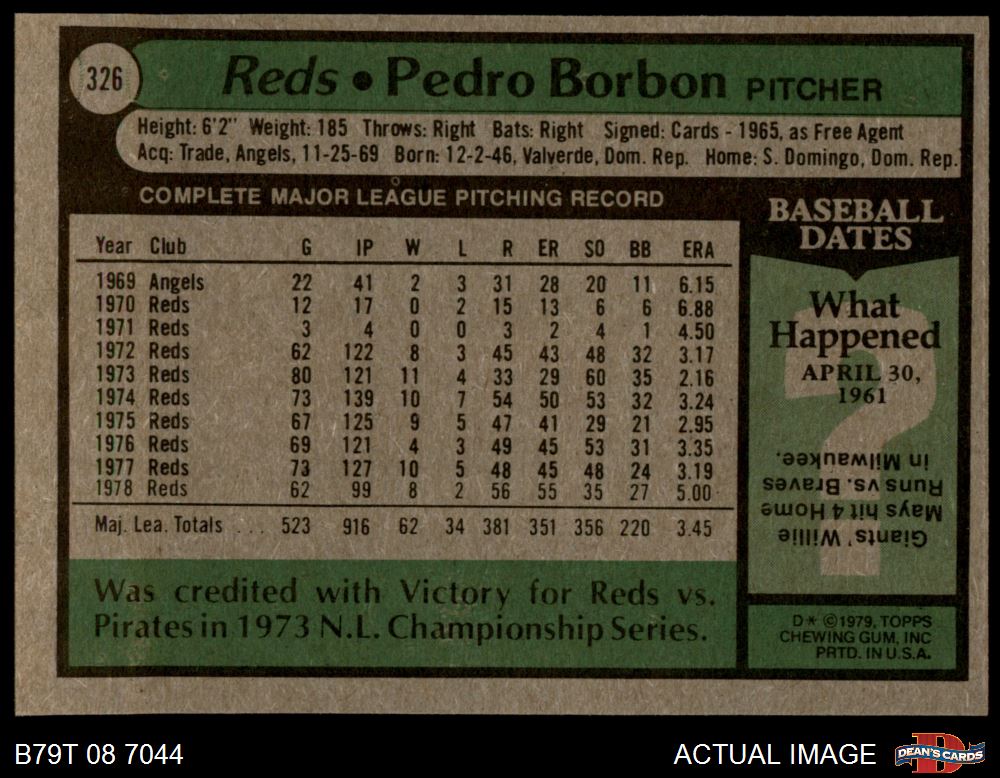 326
Reds • Pedro Borbon PITCHER
Height: 6'2" Weight: 185 Throws: Right Bats: Right Signed: Cards - 1965, as Free Agent
Acq: Trade, Angels, 11-25-69 Born: 12-2-46, Valverde, Dom. Rep. Home: S. Domingo, Dom. Rep.
COMPLETE MAJOR LEAGUE PITCHING RECORD
Year Club G IP W L R ER SO BB ERA
1969 Angels 22 41 2 3 31 28 20 11 6.15
1970 Reds 12 17 0 2 15 13 6 6 6.88
1971 Reds 3 4 0 0 3 2 4 1 4.50
1972 Reds 62 122 8 3 45 43 48 32 3.17
1973 Reds 80 121 11 4 33 29 60 35 2.16
1974 Reds 73 139 10 7 54 50 53 32 3.24
1975 Reds 67 125 9 5 47 41 29 21 2.95
1976 Reds 69 121 4 3 49 45 53 31 3.35
1977 Reds 73 127 10 5 48 45 48 24 3.19
1978 Reds 62 99 8 2 56 55 35 27 5.00
Maj. Lea. Totals . . . 523 916 62 34 381 351 356 220 3.45
Was credited with Victory for Reds vs.
Pirates in 1973 N.L. Championship Series.
BASEBALL
DATES
What
Happened
APRIL 30,
1961
?
Giants' Willie
Mays hit 4 Home
Runs vs. Braves
in Milwaukee.
D* ©1979, TOPPS
CHEWING GUM, INC
PRTD. IN U.S.A.
B79T 08 7044
ACTUAL IMAGE
DEAN'S CARDS